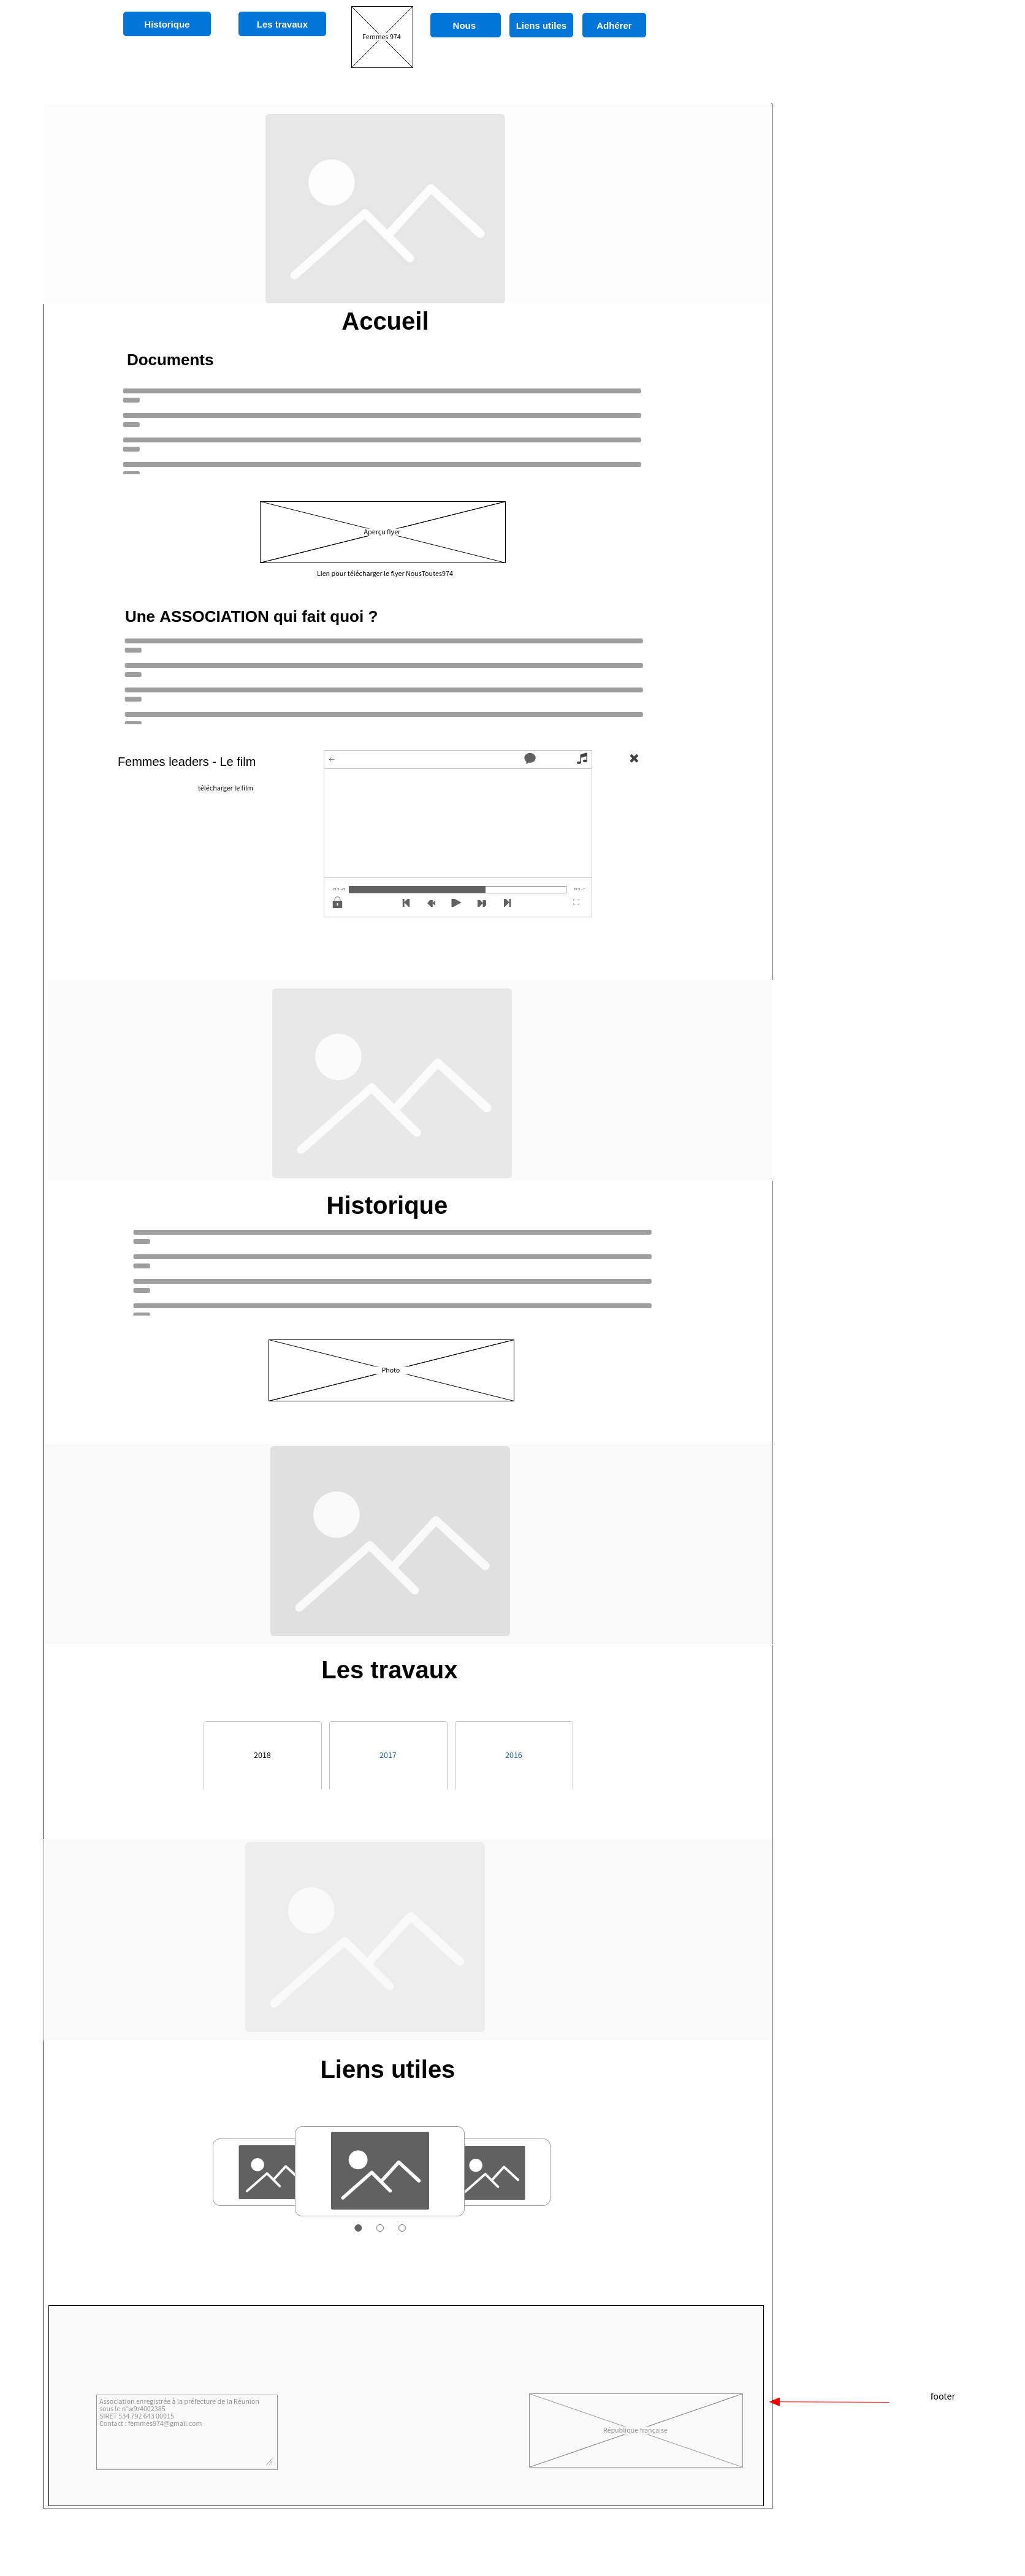 Historique
Les travaux
Femmes 974
Nous
Liens utiles
Adhérer
Accueil
Documents
Aperçu flyer
Lien pour télécharger le flyer NousToutes974
Une ASSOCIATION qui fait quoi ?
Femmes leaders - Le film
télécharger le film
Historique
Photo
Les travaux
2018
2017
2016
Liens utiles
Association enregistrée à la préfecture de la Réunion
sous le n°w9r4002385
SIRET 534 792 643 00015
Contact : femmes974@gmail.com
République française
footer